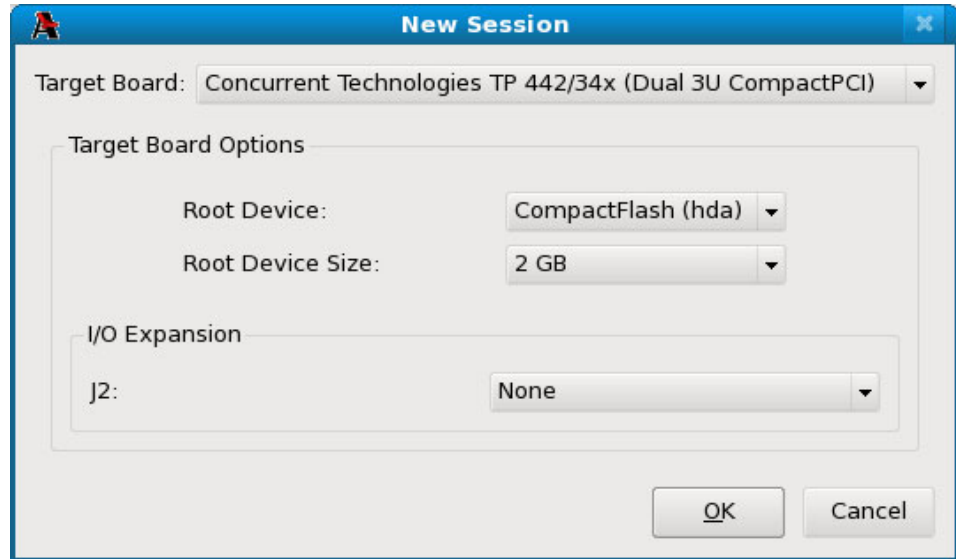 New Session
Target Board: Concurrent Technologies TP 442/34x (Dual 3U CompactPCI)
Target Board Options
Root Device: CompactFlash (hda)
Root Device Size: 2 GB
I/O Expansion
J2: None
OK Cancel